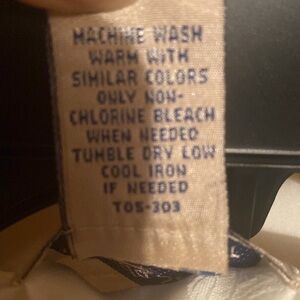 MACHINE WASH
WARM WITH
SIMILAR COLORS
ONLY NON-
CHLORINE BLEACH
WHEN NEEDED
TUMBLE DRY LOW
COOL IRON
IF NEEDED
TOS-303